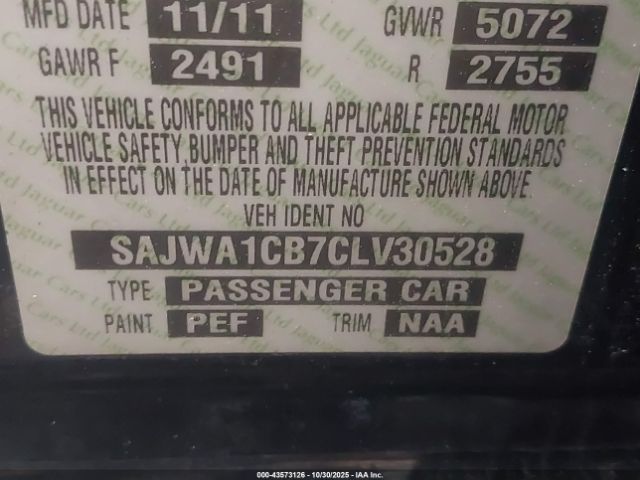 MFD DATE 11/11 GVWR 5072
GAWR F 2491 R 2755
THIS VEHICLE CONFORMS TO ALL APPLICABLE FEDERAL MOTOR
VEHICLE SAFETY, BUMPER AND THEFT PREVENTION STANDARDS
IN EFFECT ON THE DATE OF MANUFACTURE SHOWN ABOVE.
VEH IDENT NO
SAJWA1CB7CLV30528
TYPE PASSENGER CAR
PAINT PEF TRIM NAA
000-43573126 - 10/30/2025 - IAA Inc.